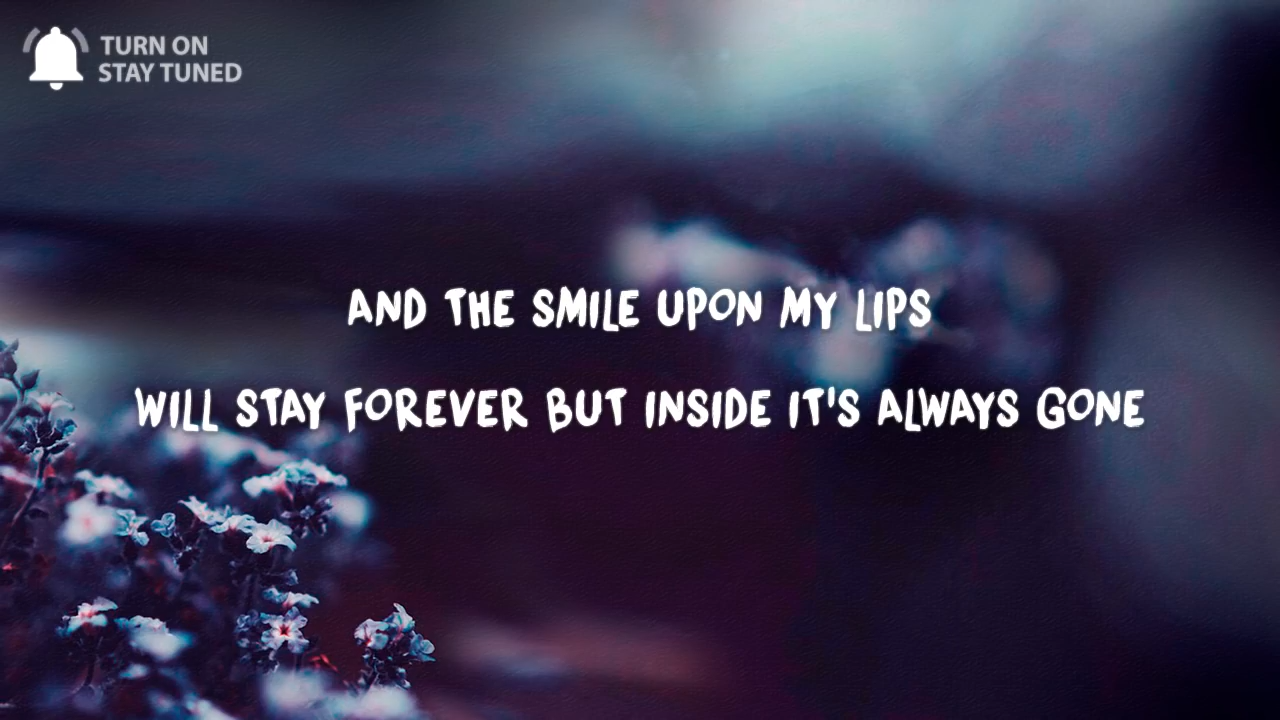 TURN ON
STAY TUNED
AND THE SMILE UPON MY LIPS
WILL STAY FOREVER BUT INSIDE IT'S ALWAYS GONE